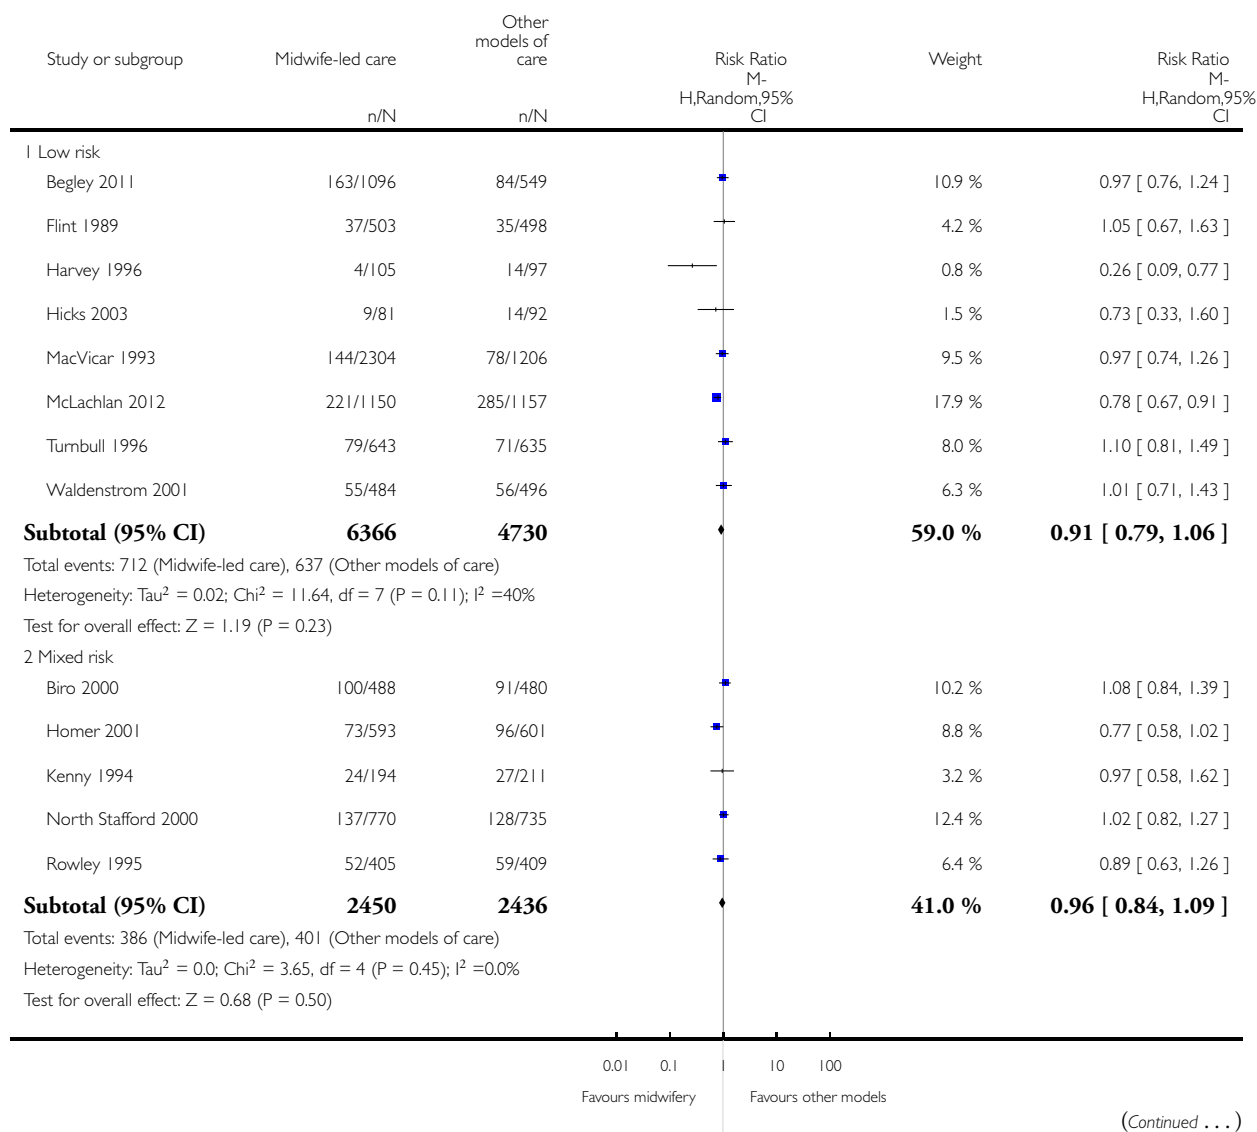 Study or subgroup Midwife-led care Other models of care Risk Ratio Weight Risk Ratio
n/N n/N M-H,Random,95% CI M-H,Random,95% CI
1 Low risk
Begley 2011 163/1096 84/549 10.9 % 0.97 [ 0.76, 1.24 ]
Flint 1989 37/503 35/498 4.2 % 1.05 [ 0.67, 1.63 ]
Harvey 1996 4/105 14/97 0.8 % 0.26 [ 0.09, 0.77 ]
Hicks 2003 9/81 14/92 1.5 % 0.73 [ 0.33, 1.60 ]
MacVicar 1993 144/2304 78/1206 9.5 % 0.97 [ 0.74, 1.26 ]
McLachlan 2012 221/1150 285/1157 17.9 % 0.78 [ 0.67, 0.91 ]
Turnbull 1996 79/643 71/635 8.0 % 1.10 [ 0.81, 1.49 ]
Waldenstrom 2001 55/484 56/496 6.3 % 1.01 [ 0.71, 1.43 ]
Subtotal (95% CI) 6366 4730 59.0 % 0.91 [ 0.79, 1.06 ]
Total events: 712 (Midwife-led care), 637 (Other models of care)
Heterogeneity: Tau² = 0.02; Chi² = 11.64, df = 7 (P = 0.11); I² =40%
Test for overall effect: Z = 1.19 (P = 0.23)
2 Mixed risk
Biro 2000 100/488 91/480 10.2 % 1.08 [ 0.84, 1.39 ]
Homer 2001 73/593 96/601 8.8 % 0.77 [ 0.58, 1.02 ]
Kenny 1994 24/194 27/211 3.2 % 0.97 [ 0.58, 1.62 ]
North Stafford 2000 137/770 128/735 12.4 % 1.02 [ 0.82, 1.27 ]
Rowley 1995 52/405 59/409 6.4 % 0.89 [ 0.63, 1.26 ]
Subtotal (95% CI) 2450 2436 41.0 % 0.96 [ 0.84, 1.09 ]
Total events: 386 (Midwife-led care), 401 (Other models of care)
Heterogeneity: Tau² = 0.0; Chi² = 3.65, df = 4 (P = 0.45); I² =0.0%
Test for overall effect: Z = 0.68 (P = 0.50)
0.01 0.1 1 10 100
Favours midwifery Favours other models
(Continued . . . )